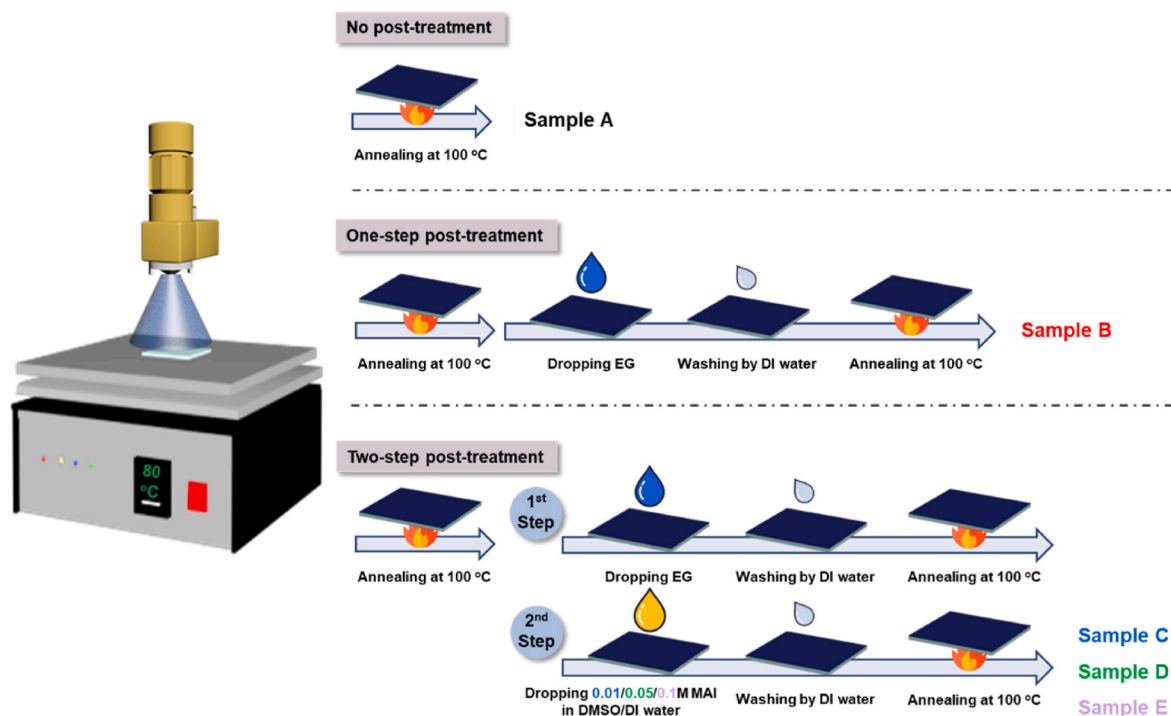 No post-treatment
Annealing at 100 °C
Sample A
One-step post-treatment
Annealing at 100 °C
Dropping EG
Washing by DI water
Annealing at 100 °C
Sample B
80
°C
Two-step post-treatment
1st
Step
Annealing at 100 °C
Dropping EG
Washing by DI water
Annealing at 100 °C
2nd
Step
Dropping 0.01/0.05/0.1M MAI
in DMSO/DI water
Washing by DI water
Annealing at 100 °C
Sample C
Sample D
Sample E